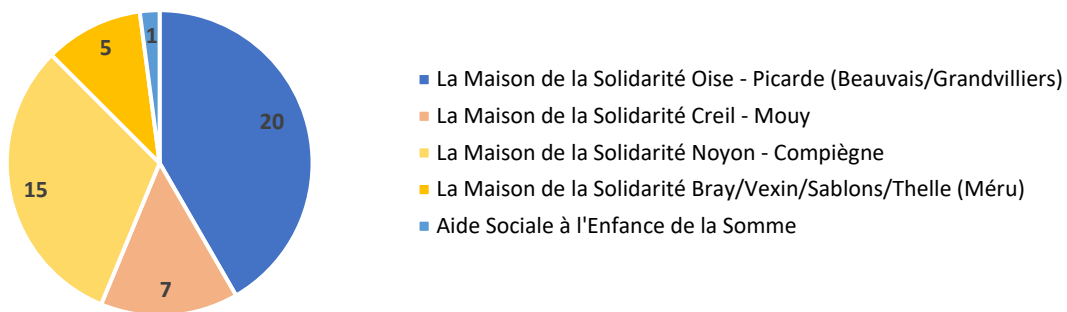 1
5
20
15
7
La Maison de la Solidarité Oise - Picarde (Beauvais/Grandvilliers)
La Maison de la Solidarité Creil - Mouy
La Maison de la Solidarité Noyon - Compiègne
La Maison de la Solidarité Bray/Vexin/Sablons/Thelle (Méru)
Aide Sociale à l'Enfance de la Somme